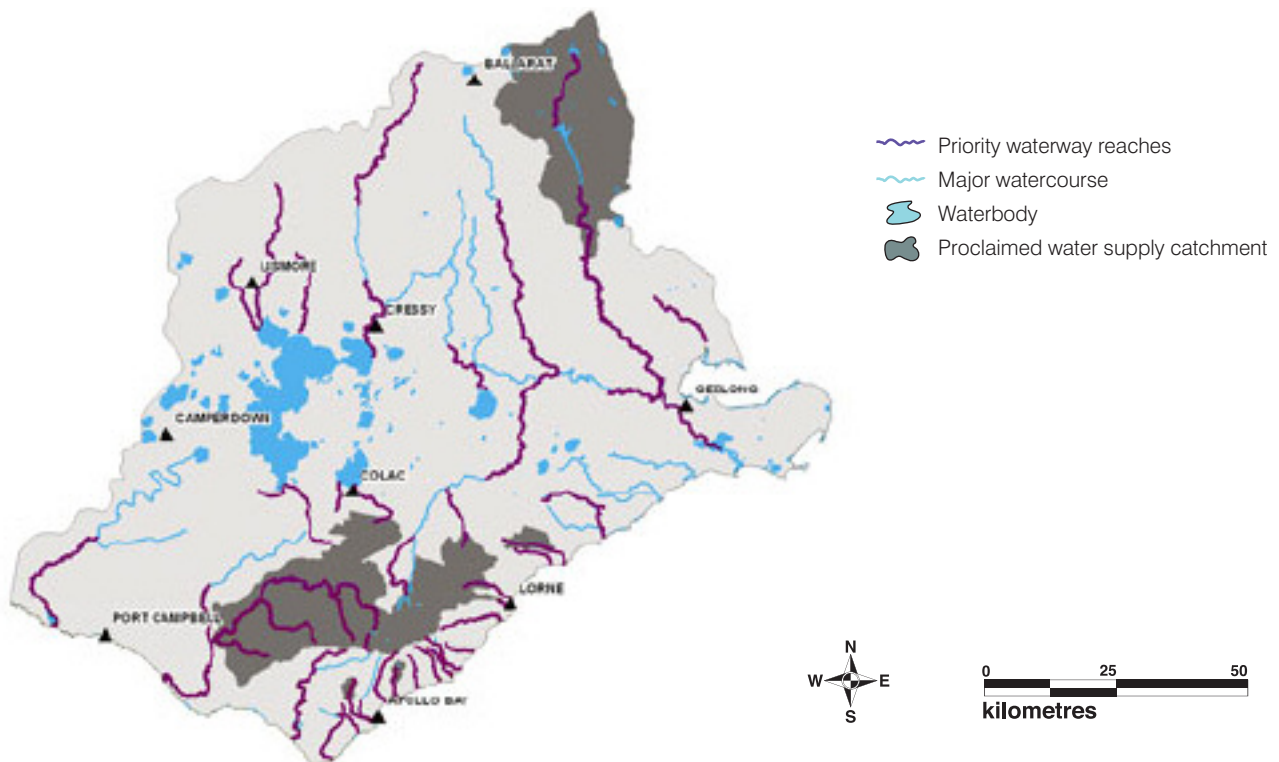 BALLARAT
Priority waterway reaches
Major watercourse
Waterbody
Proclaimed water supply catchment
LISMORE
CRESSY
GEELONG
CAMPERDOWN
COLAC
LORNE
PORT CAMPBELL
APOLLO BAY
N
W E
S
0 25 50
kilometres